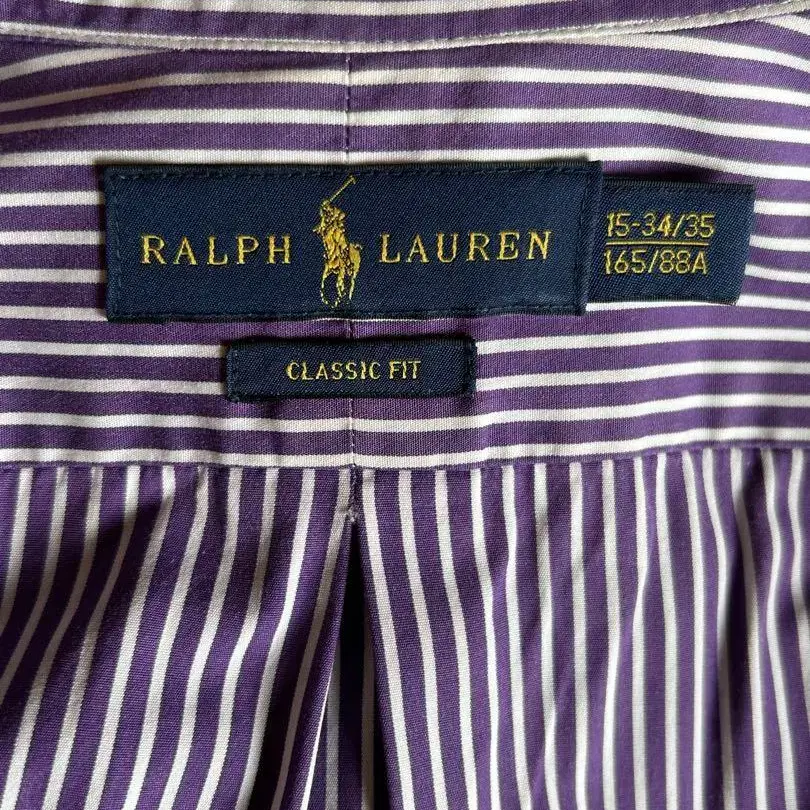 RALPH LAUREN
15-34/35
165/88A
CLASSIC FIT